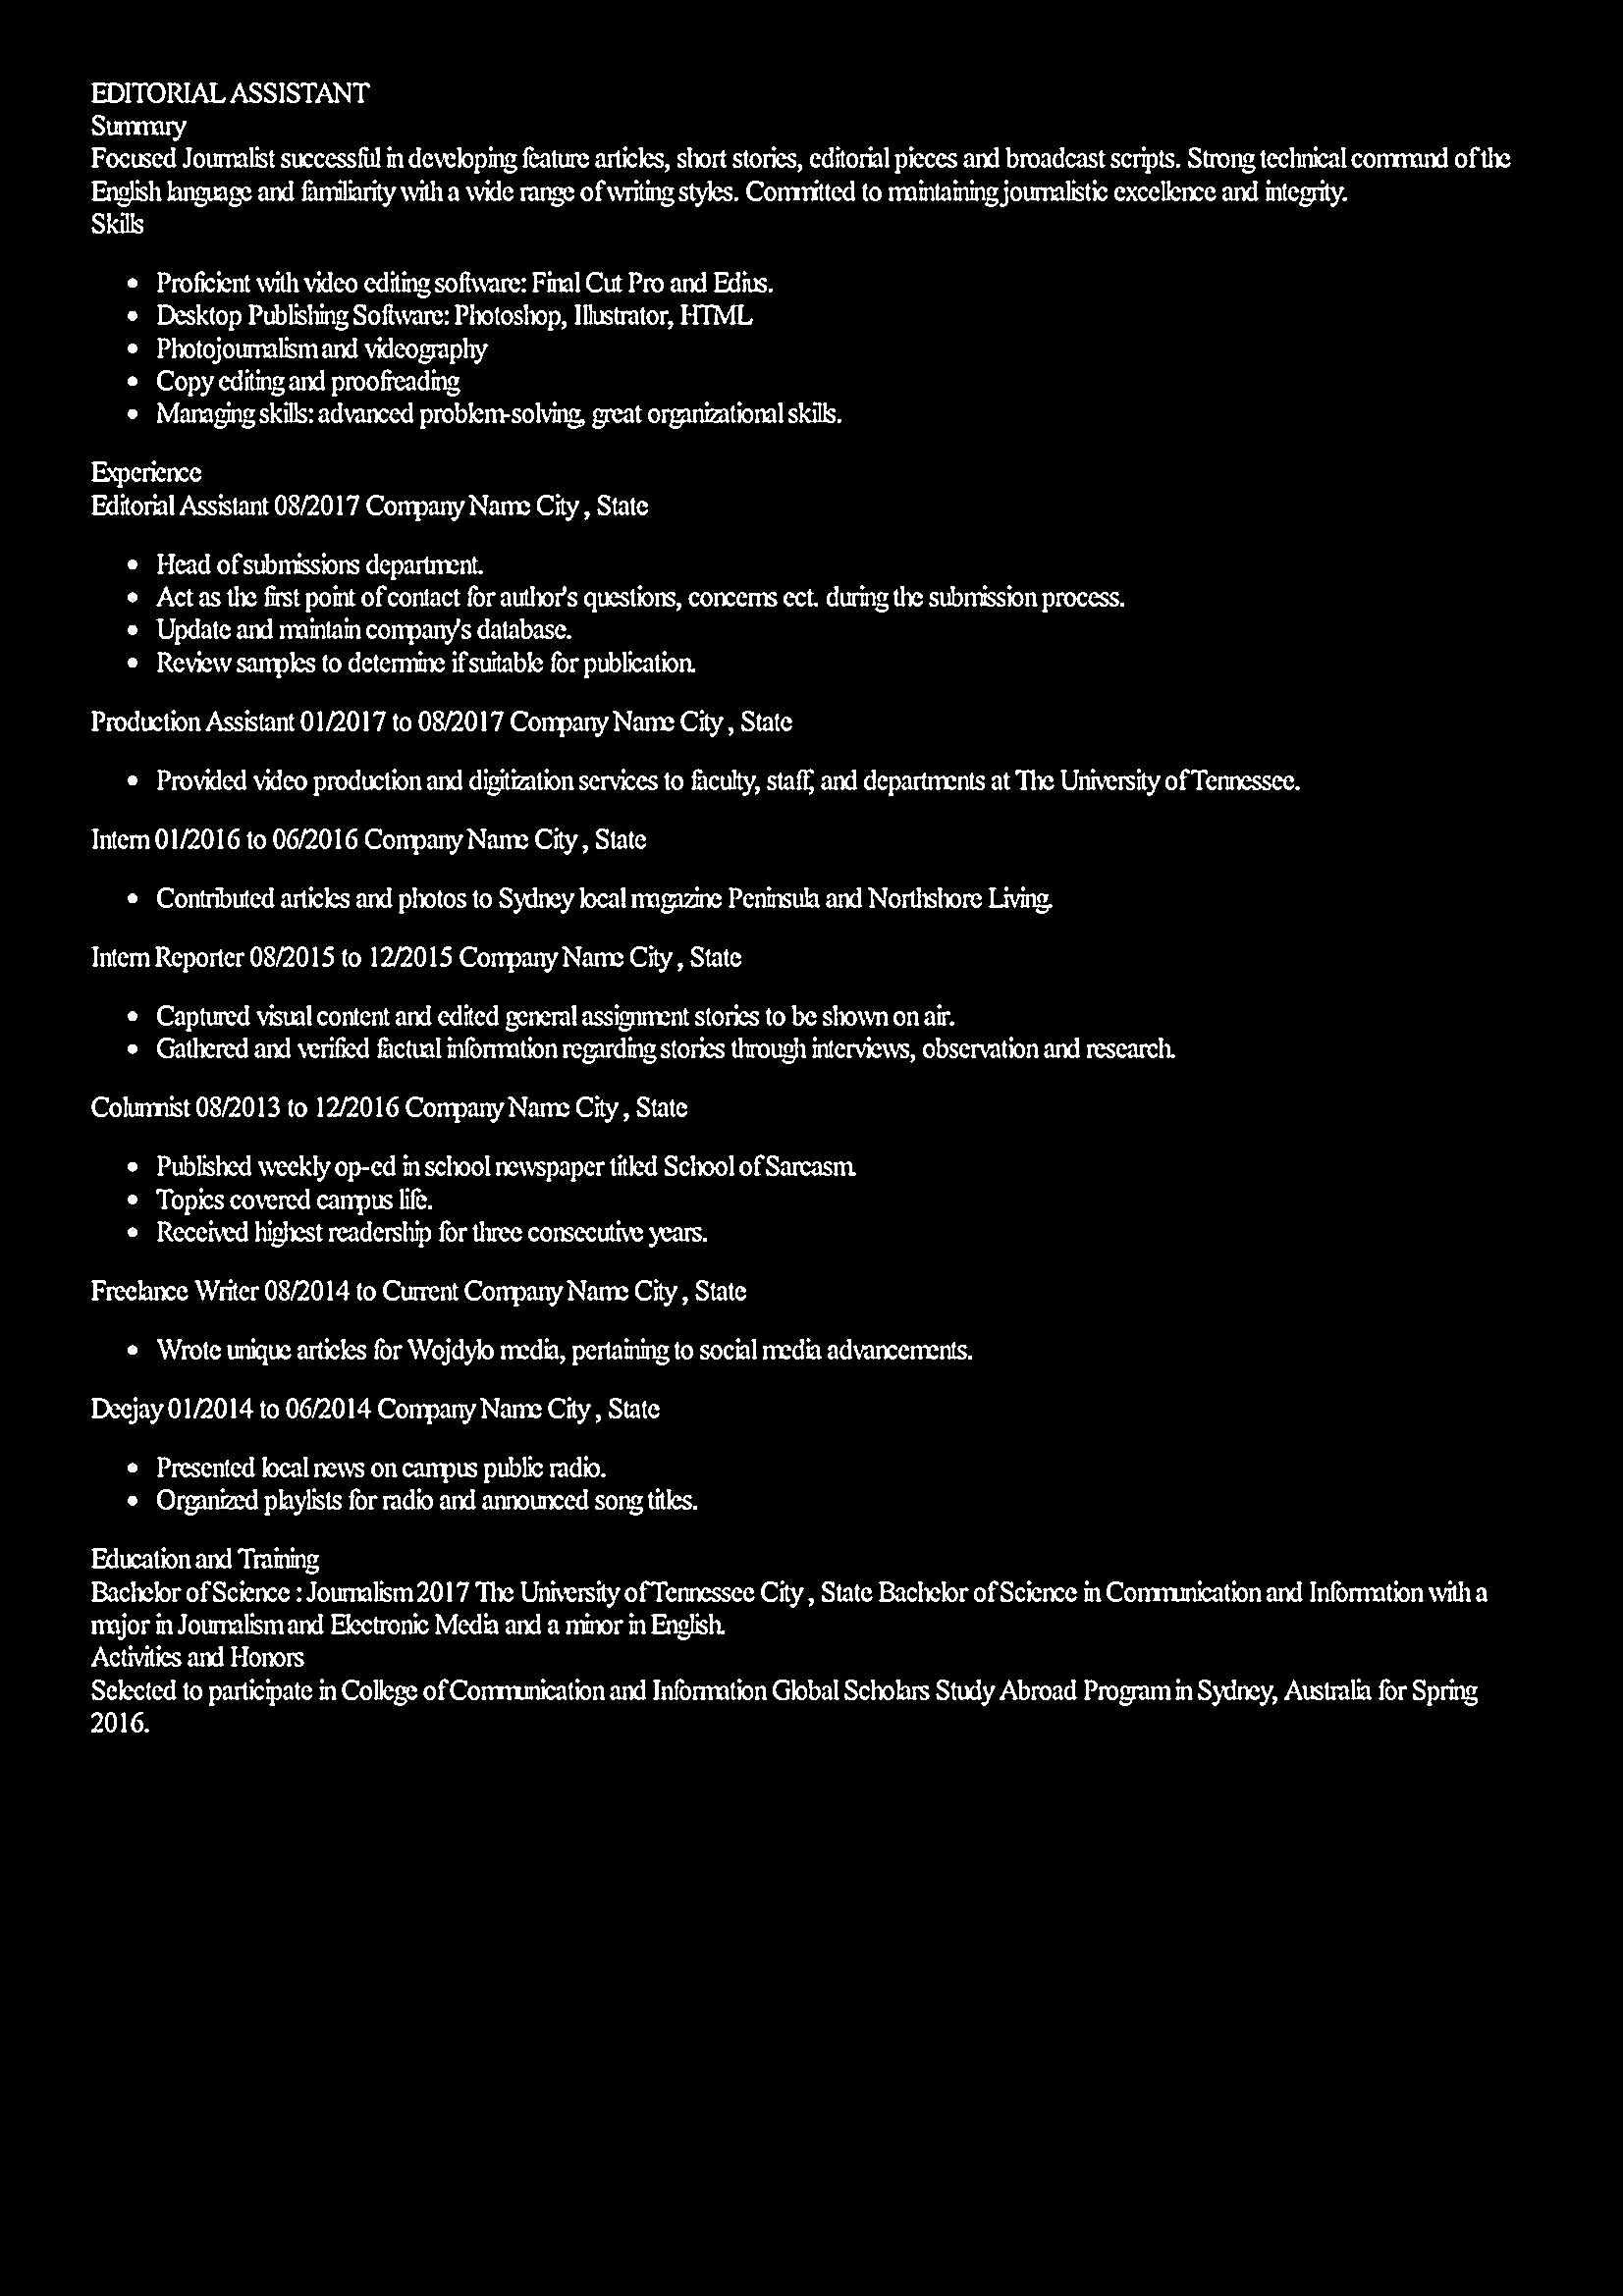 EDITORIAL ASSISTANT
Summary
Focused Journalist successful in developing feature articles, short stories, editorial pieces and broadcast scripts. Strong technical command of the
English language and familiarity with a wide range of writing styles. Committed to maintaining journalistic excellence and integrity.
Skills
• Proficient with video editing software: Final Cut Pro and Edius.
• Desktop Publishing Software: Photoshop, Illustrator, HTML
• Photojournalism and videography
• Copy editing and proofreading
• Managing skills: advanced problem-solving, great organizational skills.
Experience
Editorial Assistant 08/2017 Company Name City , State
• Head of submissions department.
• Act as the first point of contact for author's questions, concerns ect. during the submission process.
• Update and maintain company's database.
• Review samples to determine if suitable for publication.
Production Assistant 01/2017 to 08/2017 Company Name City , State
• Provided video production and digitization services to faculty, staff, and departments at The University of Tennessee.
Intern 01/2016 to 06/2016 Company Name City , State
• Contributed articles and photos to Sydney local magazine Peninsula and Northshore Living.
Intern Reporter 08/2015 to 12/2015 Company Name City , State
• Captured visual content and edited general assignment stories to be shown on air.
• Gathered and verified factual information regarding stories through interviews, observation and research.
Columnist 08/2013 to 12/2016 Company Name City , State
• Published weekly op-ed in school newspaper titled School of Sarcasm.
• Topics covered campus life.
• Received highest readership for three consecutive years.
Freelance Writer 08/2014 to Current Company Name City , State
• Wrote unique articles for Wojdylo media, pertaining to social media advancements.
Deejay 01/2014 to 06/2014 Company Name City , State
• Presented local news on campus public radio.
• Organized playlists for radio and announced song titles.
Education and Training
Bachelor of Science : Journalism 2017 The University of Tennessee City , State Bachelor of Science in Communication and Information with a
major in Journalism and Electronic Media and a minor in English.
Activities and Honors
Selected to participate in College of Communication and Information Global Scholars Study Abroad Program in Sydney, Australia for Spring
2016.